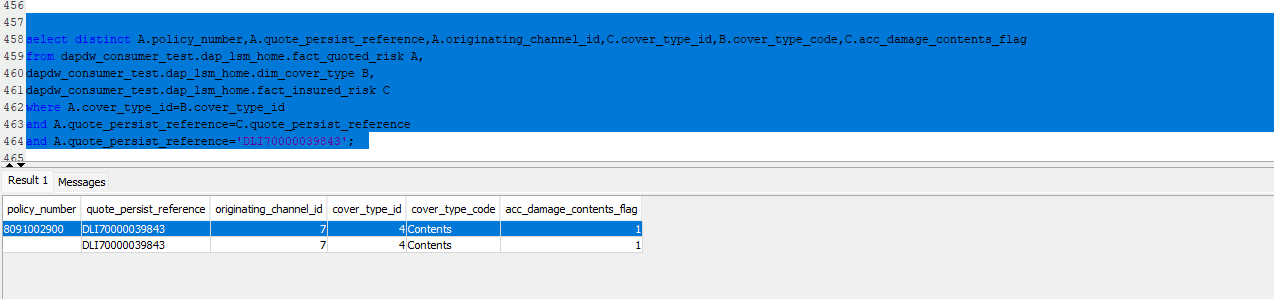 456
457
458 select distinct A.policy_number,A.quote_persist_reference,A.originating_channel_id,C.cover_type_id,B.cover_type_code,C.acc_damage_contents_flag
459 from dapdw_consumer_test.dap_lsm_home.fact_quoted_risk A,
460 dapdw_consumer_test.dap_lsm_home.dim_cover_type B,
461 dapdw_consumer_test.dap_lsm_home.fact_insured_risk C
462 where A.cover_type_id=B.cover_type_id
463 and A.quote_persist_reference=C.quote_persist_reference
464 and A.quote_persist_reference='DLI70000039843';
465
Result 1 Messages
policy_number quote_persist_reference originating_channel_id cover_type_id cover_type_code acc_damage_contents_flag
8091002900 DLI70000039843 7 4 Contents 1
DLI70000039843 7 4 Contents 1